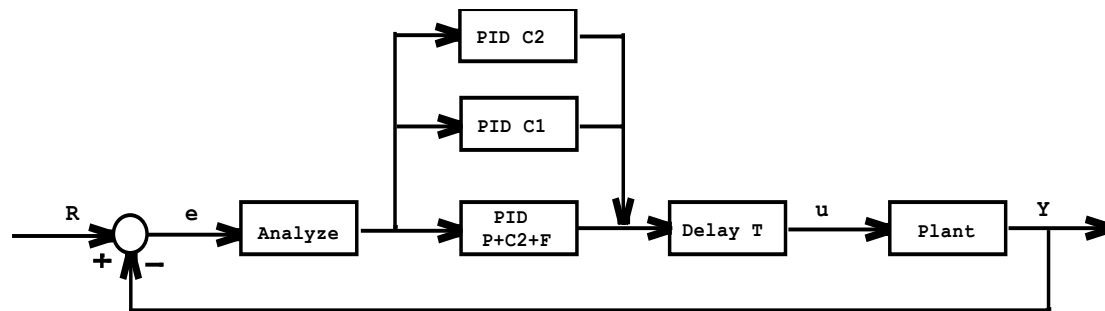 PID C2
PID C1
R
e
Analyze
PID
P+C2+F
Delay T
u
Plant
Y
+
−